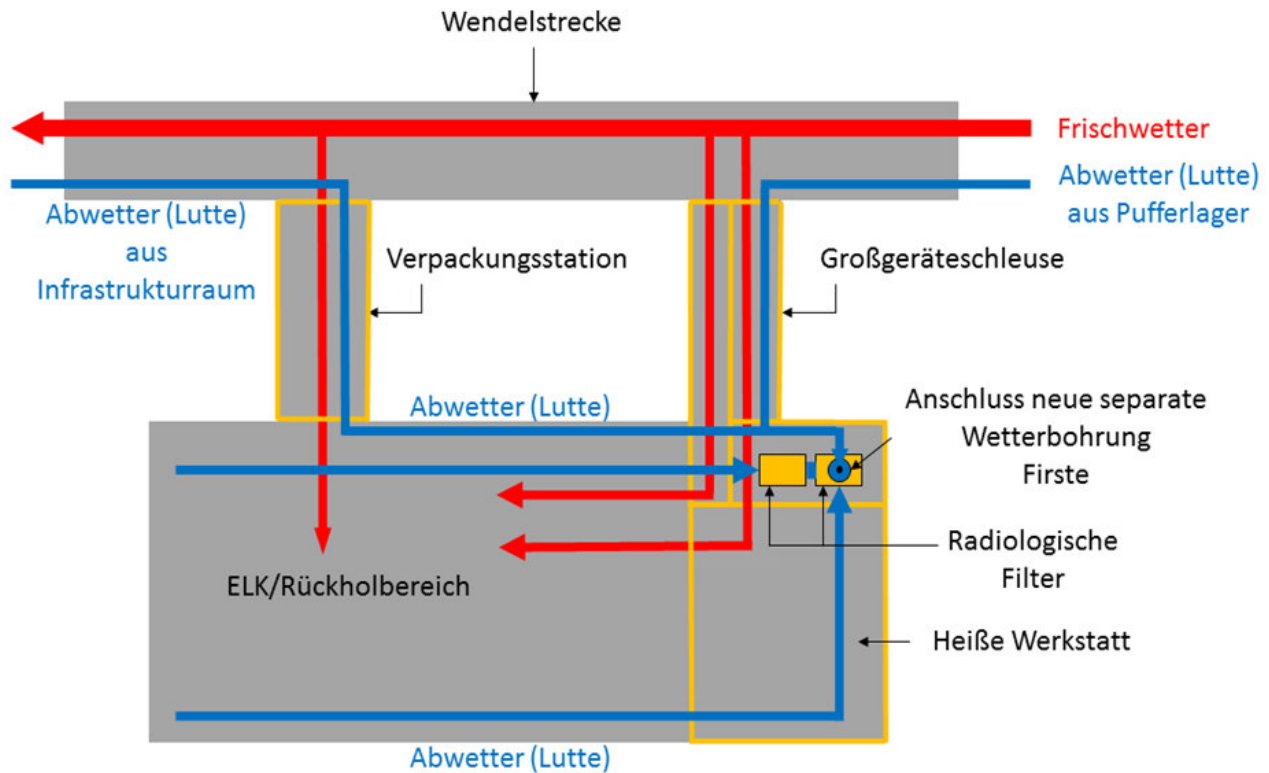 Wendelstrecke
Frischwetter
Abwetter (Lutte)
aus Pufferlager
Abwetter (Lutte)
aus
Infrastrukturraum
Verpackungsstation
Großgeräteschleuse
Abwetter (Lutte)
Anschluss neue separate
Wetterbohrung
Firste
Radiologische
Filter
ELK/Rückholbereich
Heiße Werkstatt
Abwetter (Lutte)